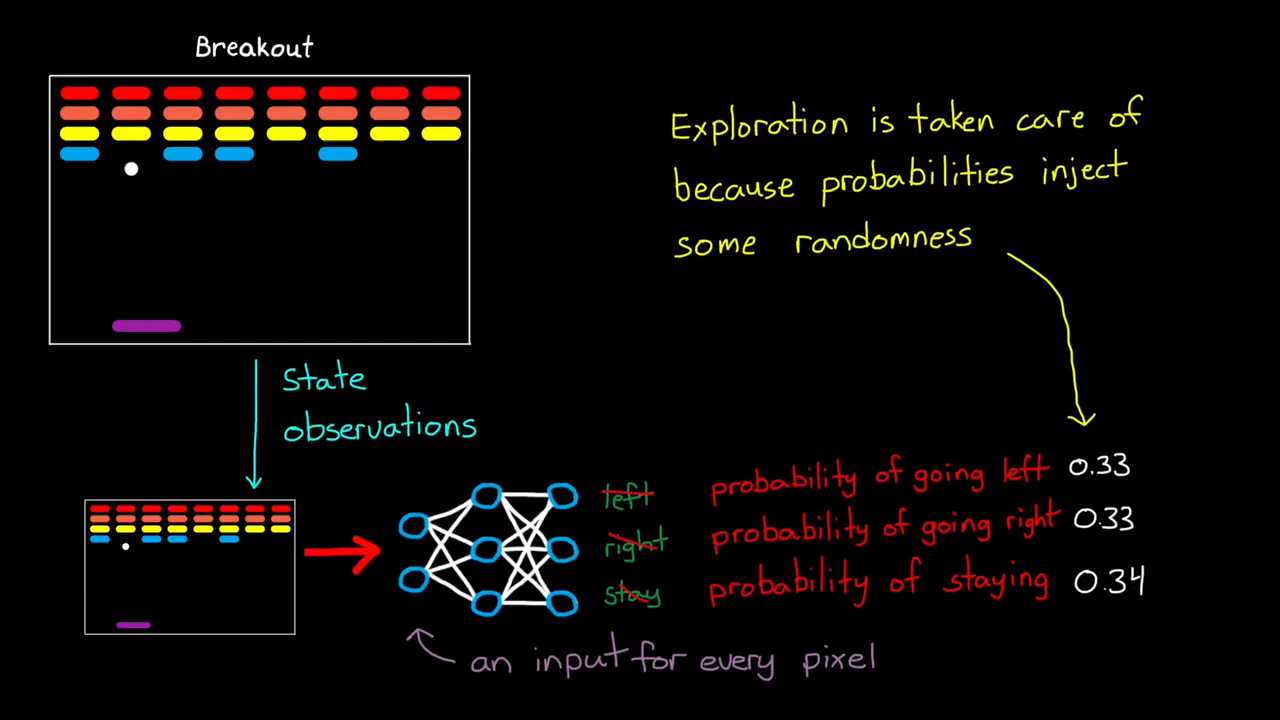 Breakout
Exploration is taken care of
because probabilities inject
some randomness
State
observations
left probability of going left 0.33
right probability of going right 0.33
stay probability of staying 0.34
an input for every pixel